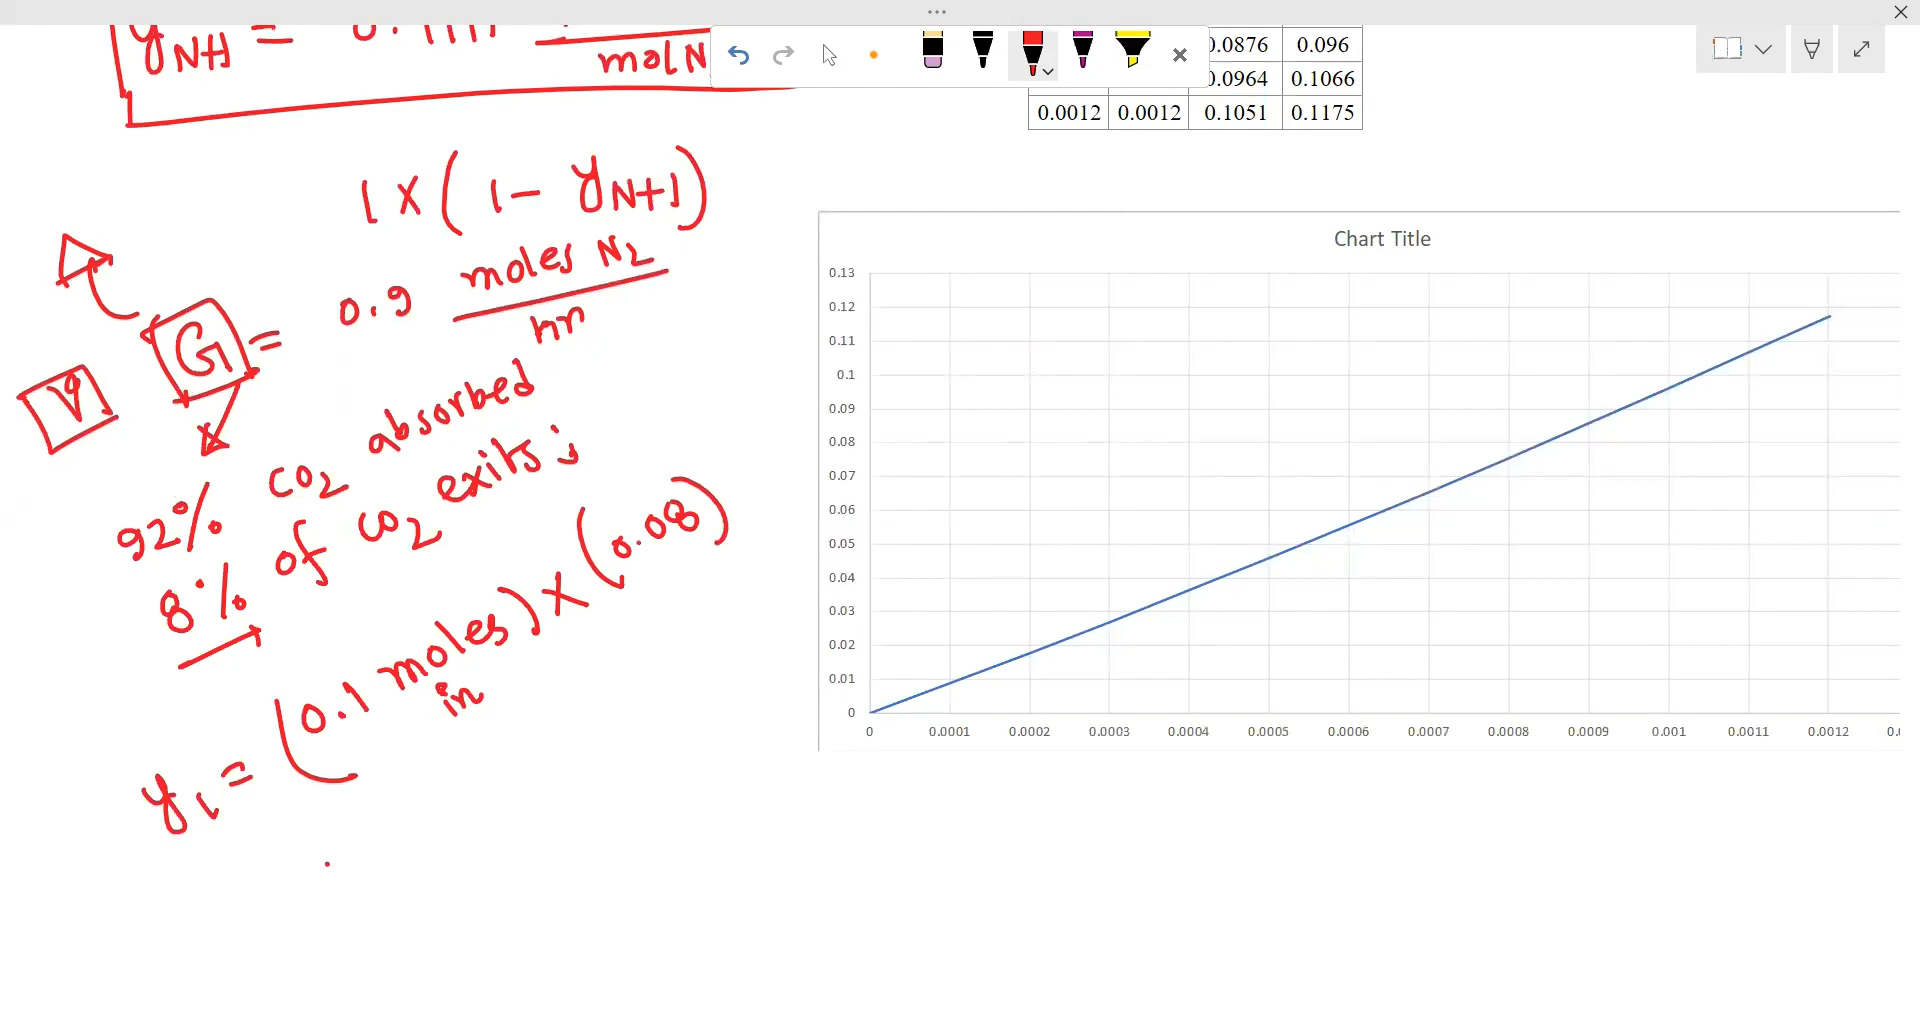 y N+1 = 0.1111
mol N
0.0876 0.096
0.0964 0.1066
0.0012 0.0012 0.1051 0.1175
1 x ( 1 - y N+1 )
G = 0.9 moles N2
hr
V
92% CO2 absorbed
8% of CO2 exits ;
y1 = (0.1 moles) x (0.08)
in
Chart Title
0.13
0.12
0.11
0.1
0.09
0.08
0.07
0.06
0.05
0.04
0.03
0.02
0.01
0
0 0.0001 0.0002 0.0003 0.0004 0.0005 0.0006 0.0007 0.0008 0.0009 0.001 0.0011 0.0012